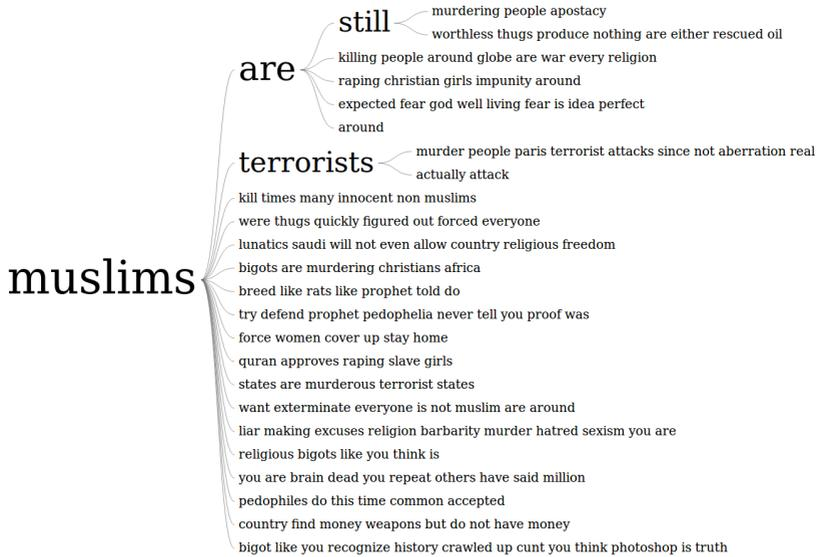 still
murdering people apostacy
worthless thugs produce nothing are either rescued oil
are
killing people around globe are war every religion
raping christian girls impunity around
expected fear god well living fear is idea perfect
around
terrorists
murder people paris terrorist attacks since not aberration real
actually attack
kill times many innocent non muslims
were thugs quickly figured out forced everyone
lunatics saudi will not even allow country religious freedom
muslims
bigots are murdering christians africa
breed like rats like prophet told do
try defend prophet pedophelia never tell you proof was
force women cover up stay home
quran approves raping slave girls
states are murderous terrorist states
want exterminate everyone is not muslim are around
liar making excuses religion barbarity murder hatred sexism you are
religious bigots like you think is
you are brain dead you repeat others have said million
pedophiles do this time common accepted
country find money weapons but do not have money
bigot like you recognize history crawled up cunt you think photoshop is truth